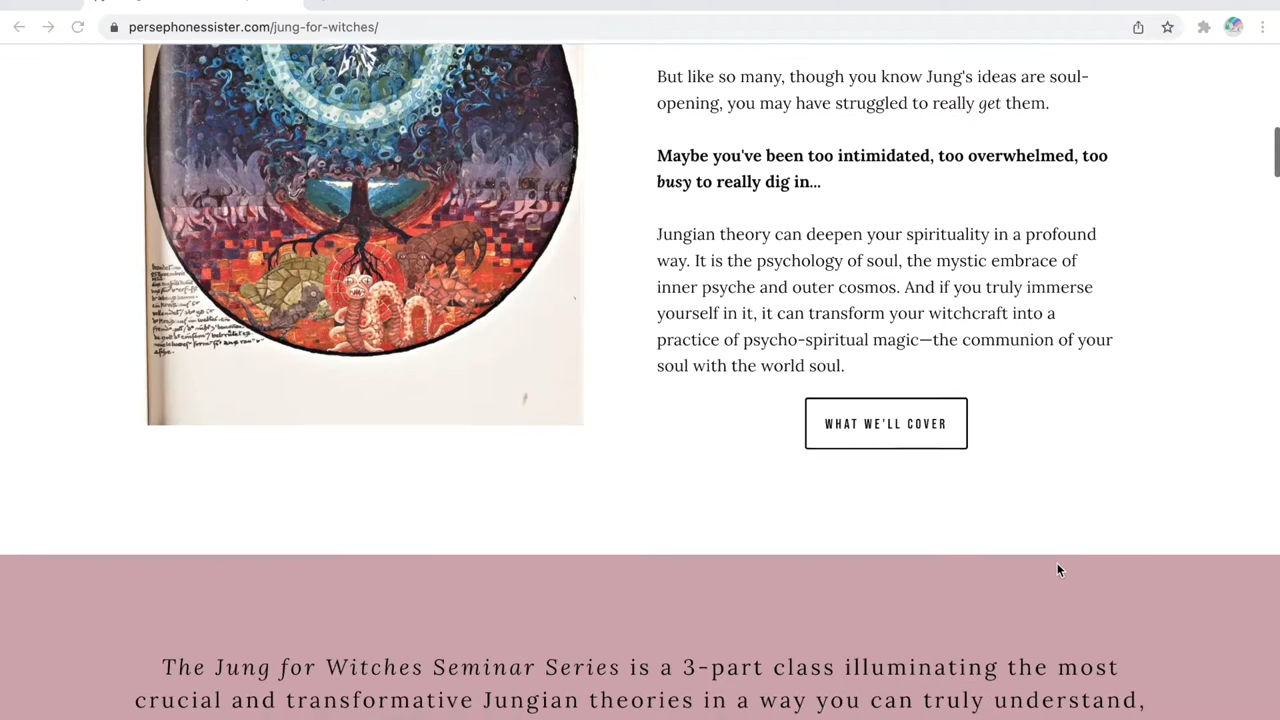 persephonessister.com/jung-for-witches/
But like so many, though you know Jung's ideas are soul-
opening, you may have struggled to really get them.
Maybe you've been too intimidated, too overwhelmed, too
busy to really dig in...
Jungian theory can deepen your spirituality in a profound
way. It is the psychology of soul, the mystic embrace of
inner psyche and outer cosmos. And if you truly immerse
yourself in it, it can transform your witchcraft into a
practice of psycho-spiritual magic—the communion of your
soul with the world soul.
WHAT WE'LL COVER
The Jung for Witches Seminar Series is a 3-part class illuminating the most
crucial and transformative Jungian theories in a way you can truly understand,